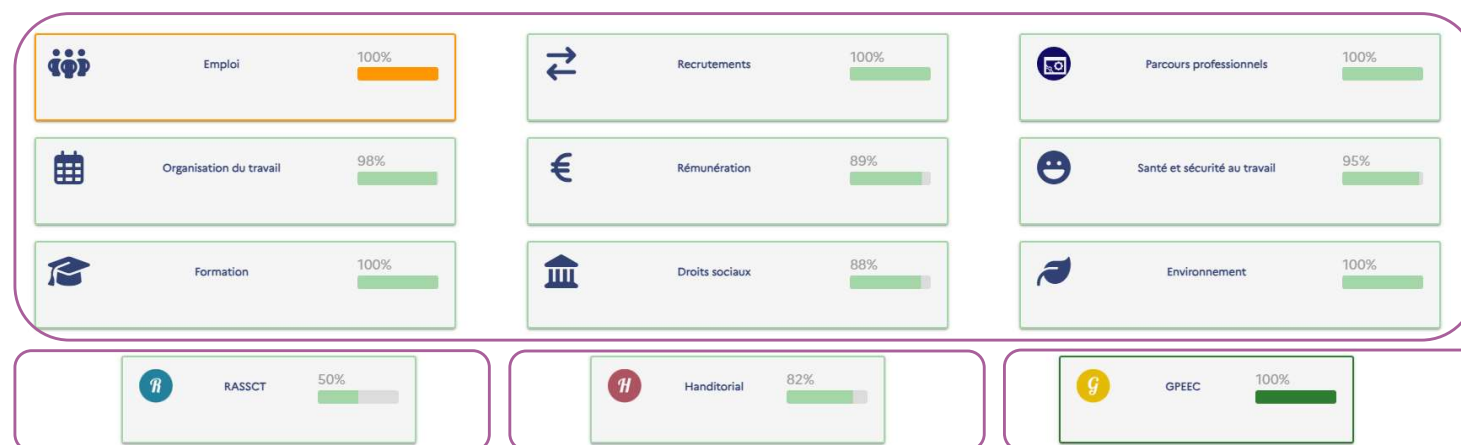 Emploi 100%
Recrutements 100%
Parcours professionnels 100%
Organisation du travail 98%
Rémunération 89%
Santé et sécurité au travail 95%
Formation 100%
Droits sociaux 88%
Environnement 100%
R RASSCT 50%
H Handitorial 82%
G GPEEC 100%